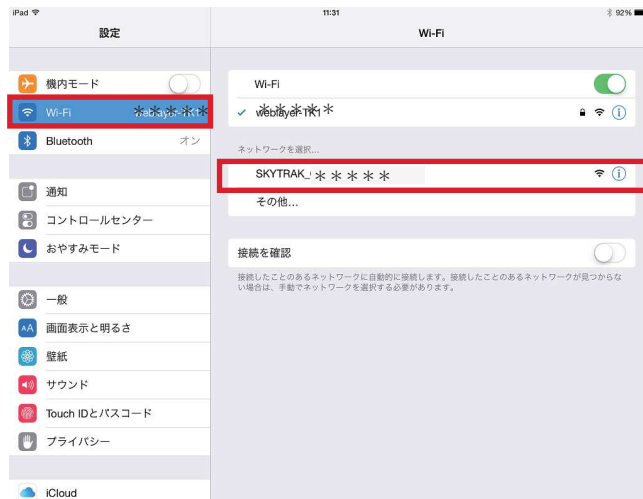 iPad 11:31 92%
設定
Wi-Fi
機内モード
Wi-Fi *****
Bluetooth オン
通知
コントロールセンター
おやすみモード
一般
AA 画面表示と明るさ
壁紙
サウンド
Touch IDとパスコード
プライバシー
iCloud
Wi-Fi
weblayer-TK1 *****
ネットワークを選択...
SKYTRAK_*****
その他...
接続を確認
接続したことのあるネットワークに自動的に接続します。接続したことのあるネットワークが見つからな
い場合は、手動でネットワークを選択する必要があります。